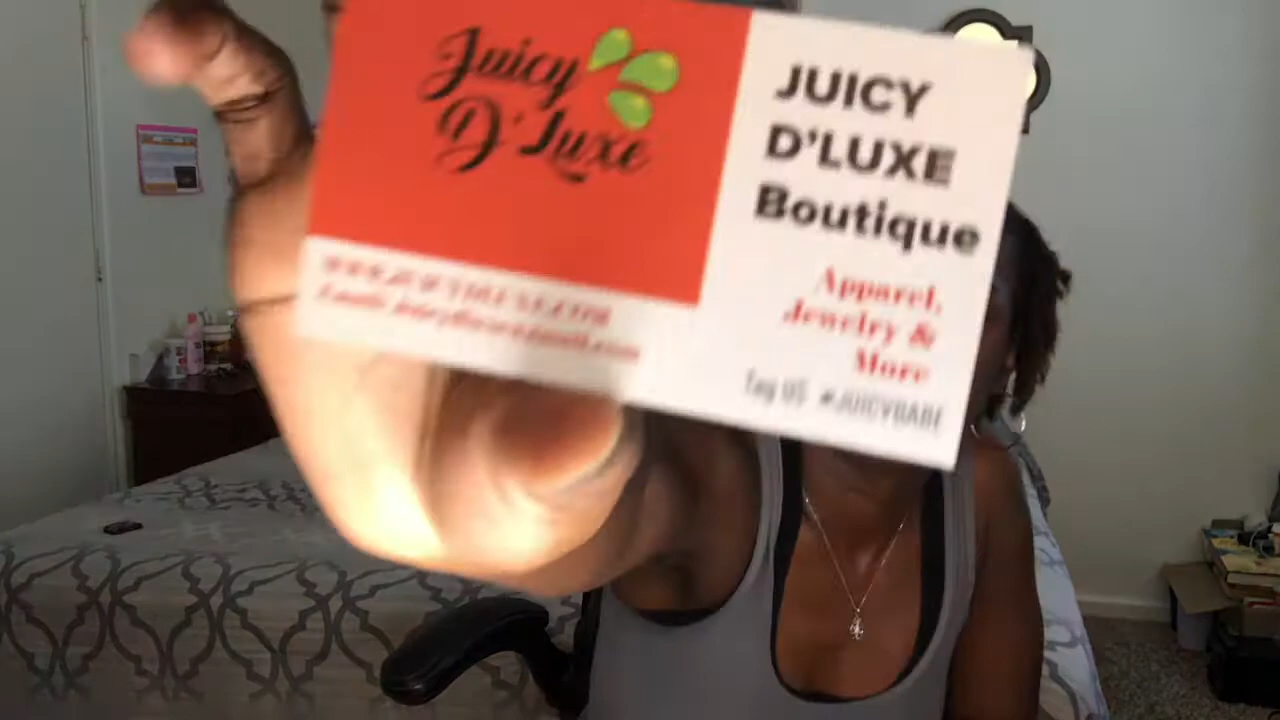 Juicy
D'Luxe
JUICY
D'LUXE
Boutique
Apparel,
Jewelry &
More
Tag US #JUICYBABE